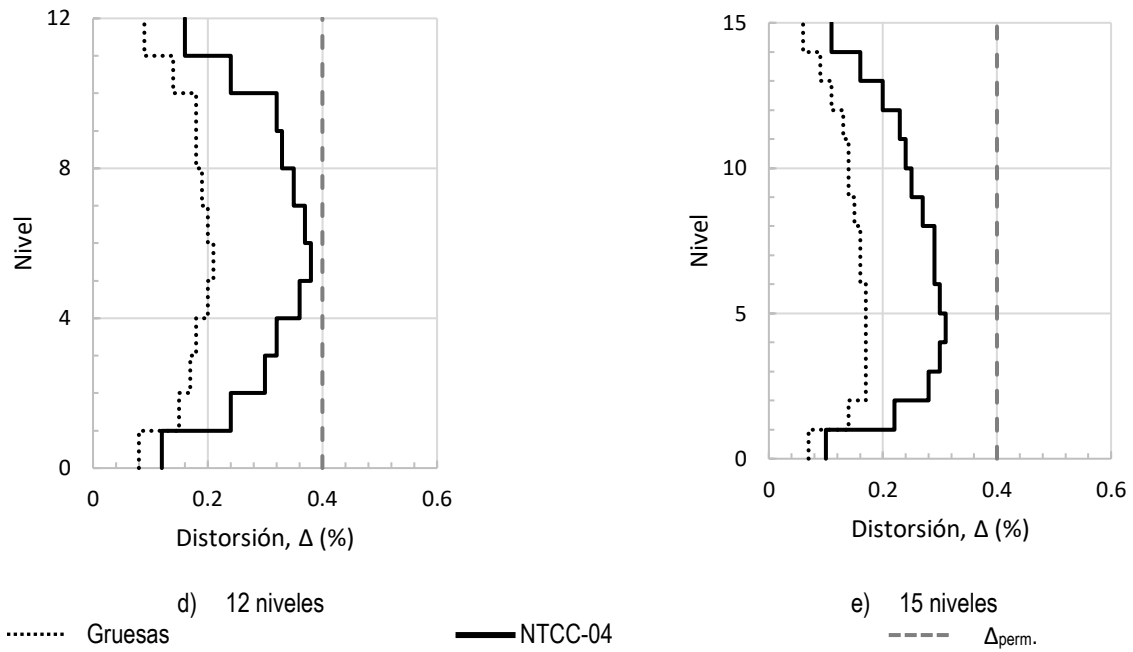 12
8
4
0
Nivel
0
0.2
0.4
0.6
Distorsión, Δ (%)
d) 12 niveles
15
10
5
0
Nivel
0
0.2
0.4
0.6
Distorsión, Δ (%)
e) 15 niveles
Gruesas
NTCC-04
Δperm.